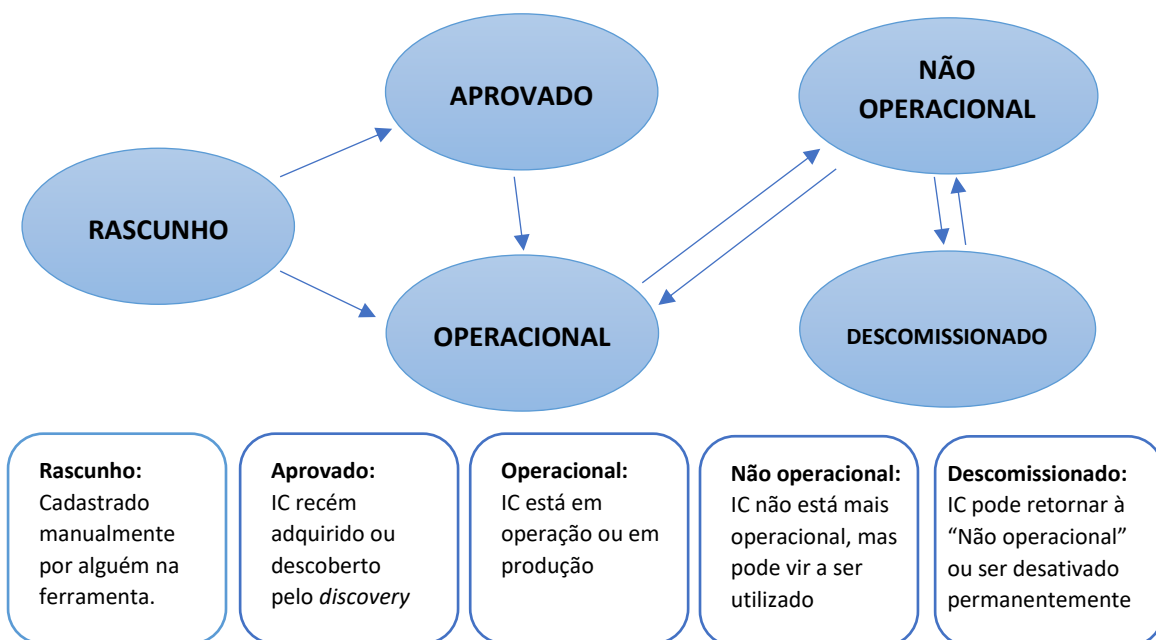 APROVADO
NÃO
OPERACIONAL
RASCUNHO
OPERACIONAL
DESCOMISSIONADO
Rascunho:
Cadastrado
manualmente
por alguém na
ferramenta.
Aprovado:
IC recém
adquirido ou
descoberto
pelo discovery
Operacional:
IC está em
operação ou em
produção
Não operacional:
IC não está mais
operacional, mas
pode vir a ser
utilizado
Descomissionado:
IC pode retornar à
“Não operacional”
ou ser desativado
permanentemente